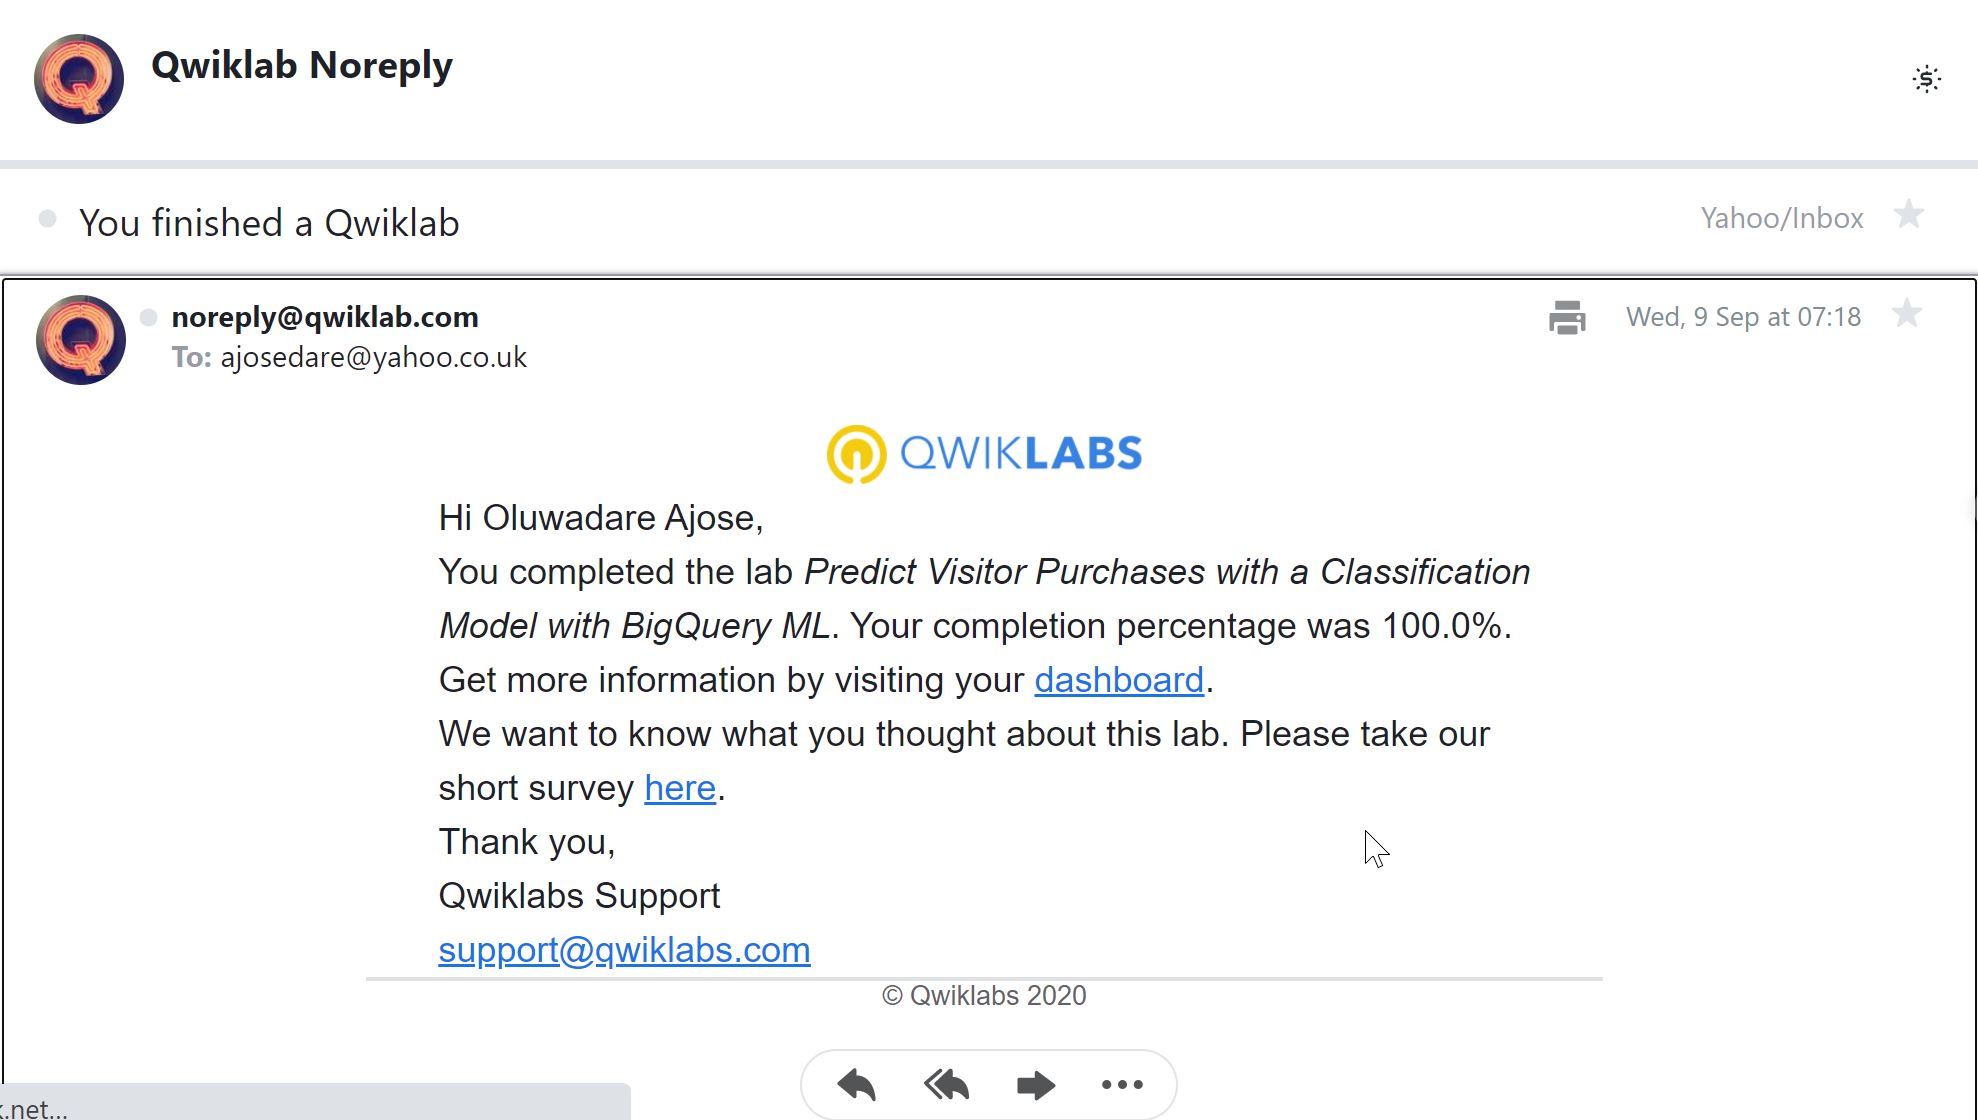 Qwiklab Noreply
You finished a Qwiklab
Yahoo/Inbox
noreply@qwiklab.com
Wed, 9 Sep at 07:18
To: ajosedare@yahoo.co.uk
QWIKLABS
Hi Oluwadare Ajose,
You completed the lab Predict Visitor Purchases with a Classification
Model with BigQuery ML. Your completion percentage was 100.0%.
Get more information by visiting your dashboard.
We want to know what you thought about this lab. Please take our
short survey here.
Thank you,
Qwiklabs Support
support@qwiklabs.com
© Qwiklabs 2020
.net...